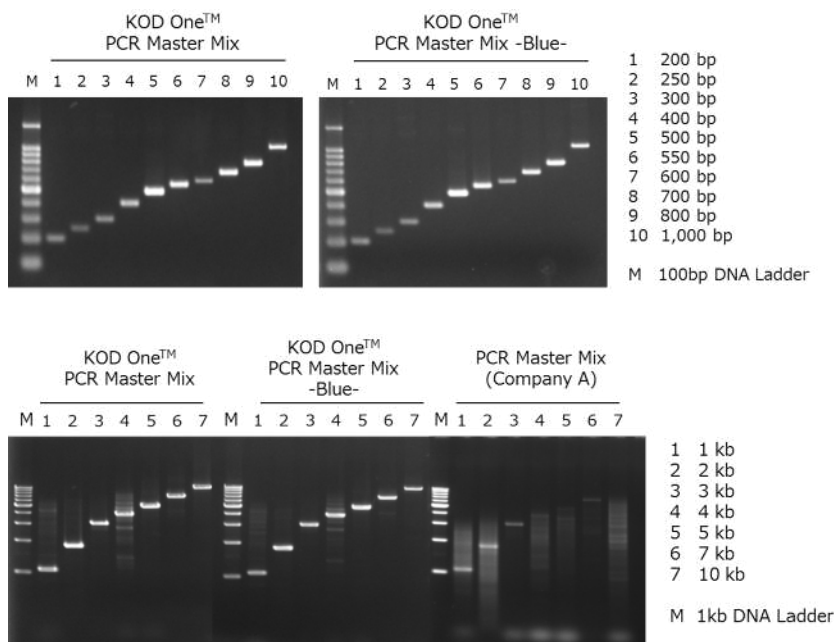 KOD One™
PCR Master Mix
M 1 2 3 4 5 6 7 8 9 10
KOD One™
PCR Master Mix -Blue-
M 1 2 3 4 5 6 7 8 9 10
1 200 bp
2 250 bp
3 300 bp
4 400 bp
5 500 bp
6 550 bp
7 600 bp
8 700 bp
9 800 bp
10 1,000 bp
M 100bp DNA Ladder
KOD One™
PCR Master Mix
M 1 2 3 4 5 6 7
KOD One™
PCR Master Mix
-Blue-
M 1 2 3 4 5 6 7
PCR Master Mix
(Company A)
M 1 2 3 4 5 6 7
1 1 kb
2 2 kb
3 3 kb
4 4 kb
5 5 kb
6 7 kb
7 10 kb
M 1kb DNA Ladder